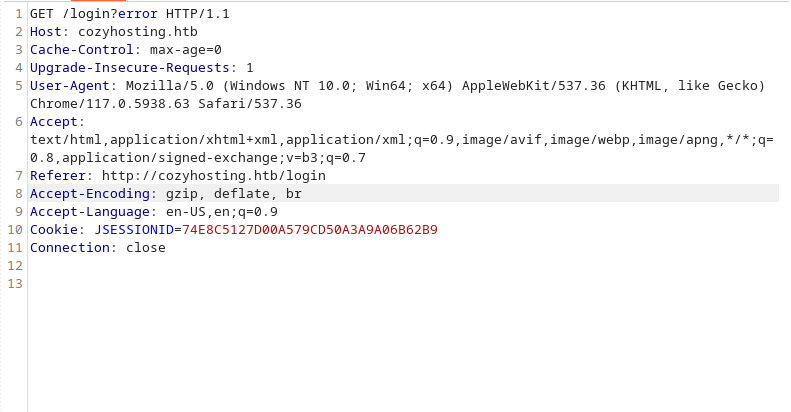 1 GET /login?error HTTP/1.1
2 Host: cozyhosting.htb
3 Cache-Control: max-age=0
4 Upgrade-Insecure-Requests: 1
5 User-Agent: Mozilla/5.0 (Windows NT 10.0; Win64; x64) AppleWebKit/537.36 (KHTML, like Gecko)
Chrome/117.0.5938.63 Safari/537.36
6 Accept:
text/html,application/xhtml+xml,application/xml;q=0.9,image/avif,image/webp,image/apng,*/*;q=
0.8,application/signed-exchange;v=b3;q=0.7
7 Referer: http://cozyhosting.htb/login
8 Accept-Encoding: gzip, deflate, br
9 Accept-Language: en-US,en;q=0.9
10 Cookie: JSESSIONID=74E8C5127D00A579CD50A3A9A06B62B9
11 Connection: close
12
13